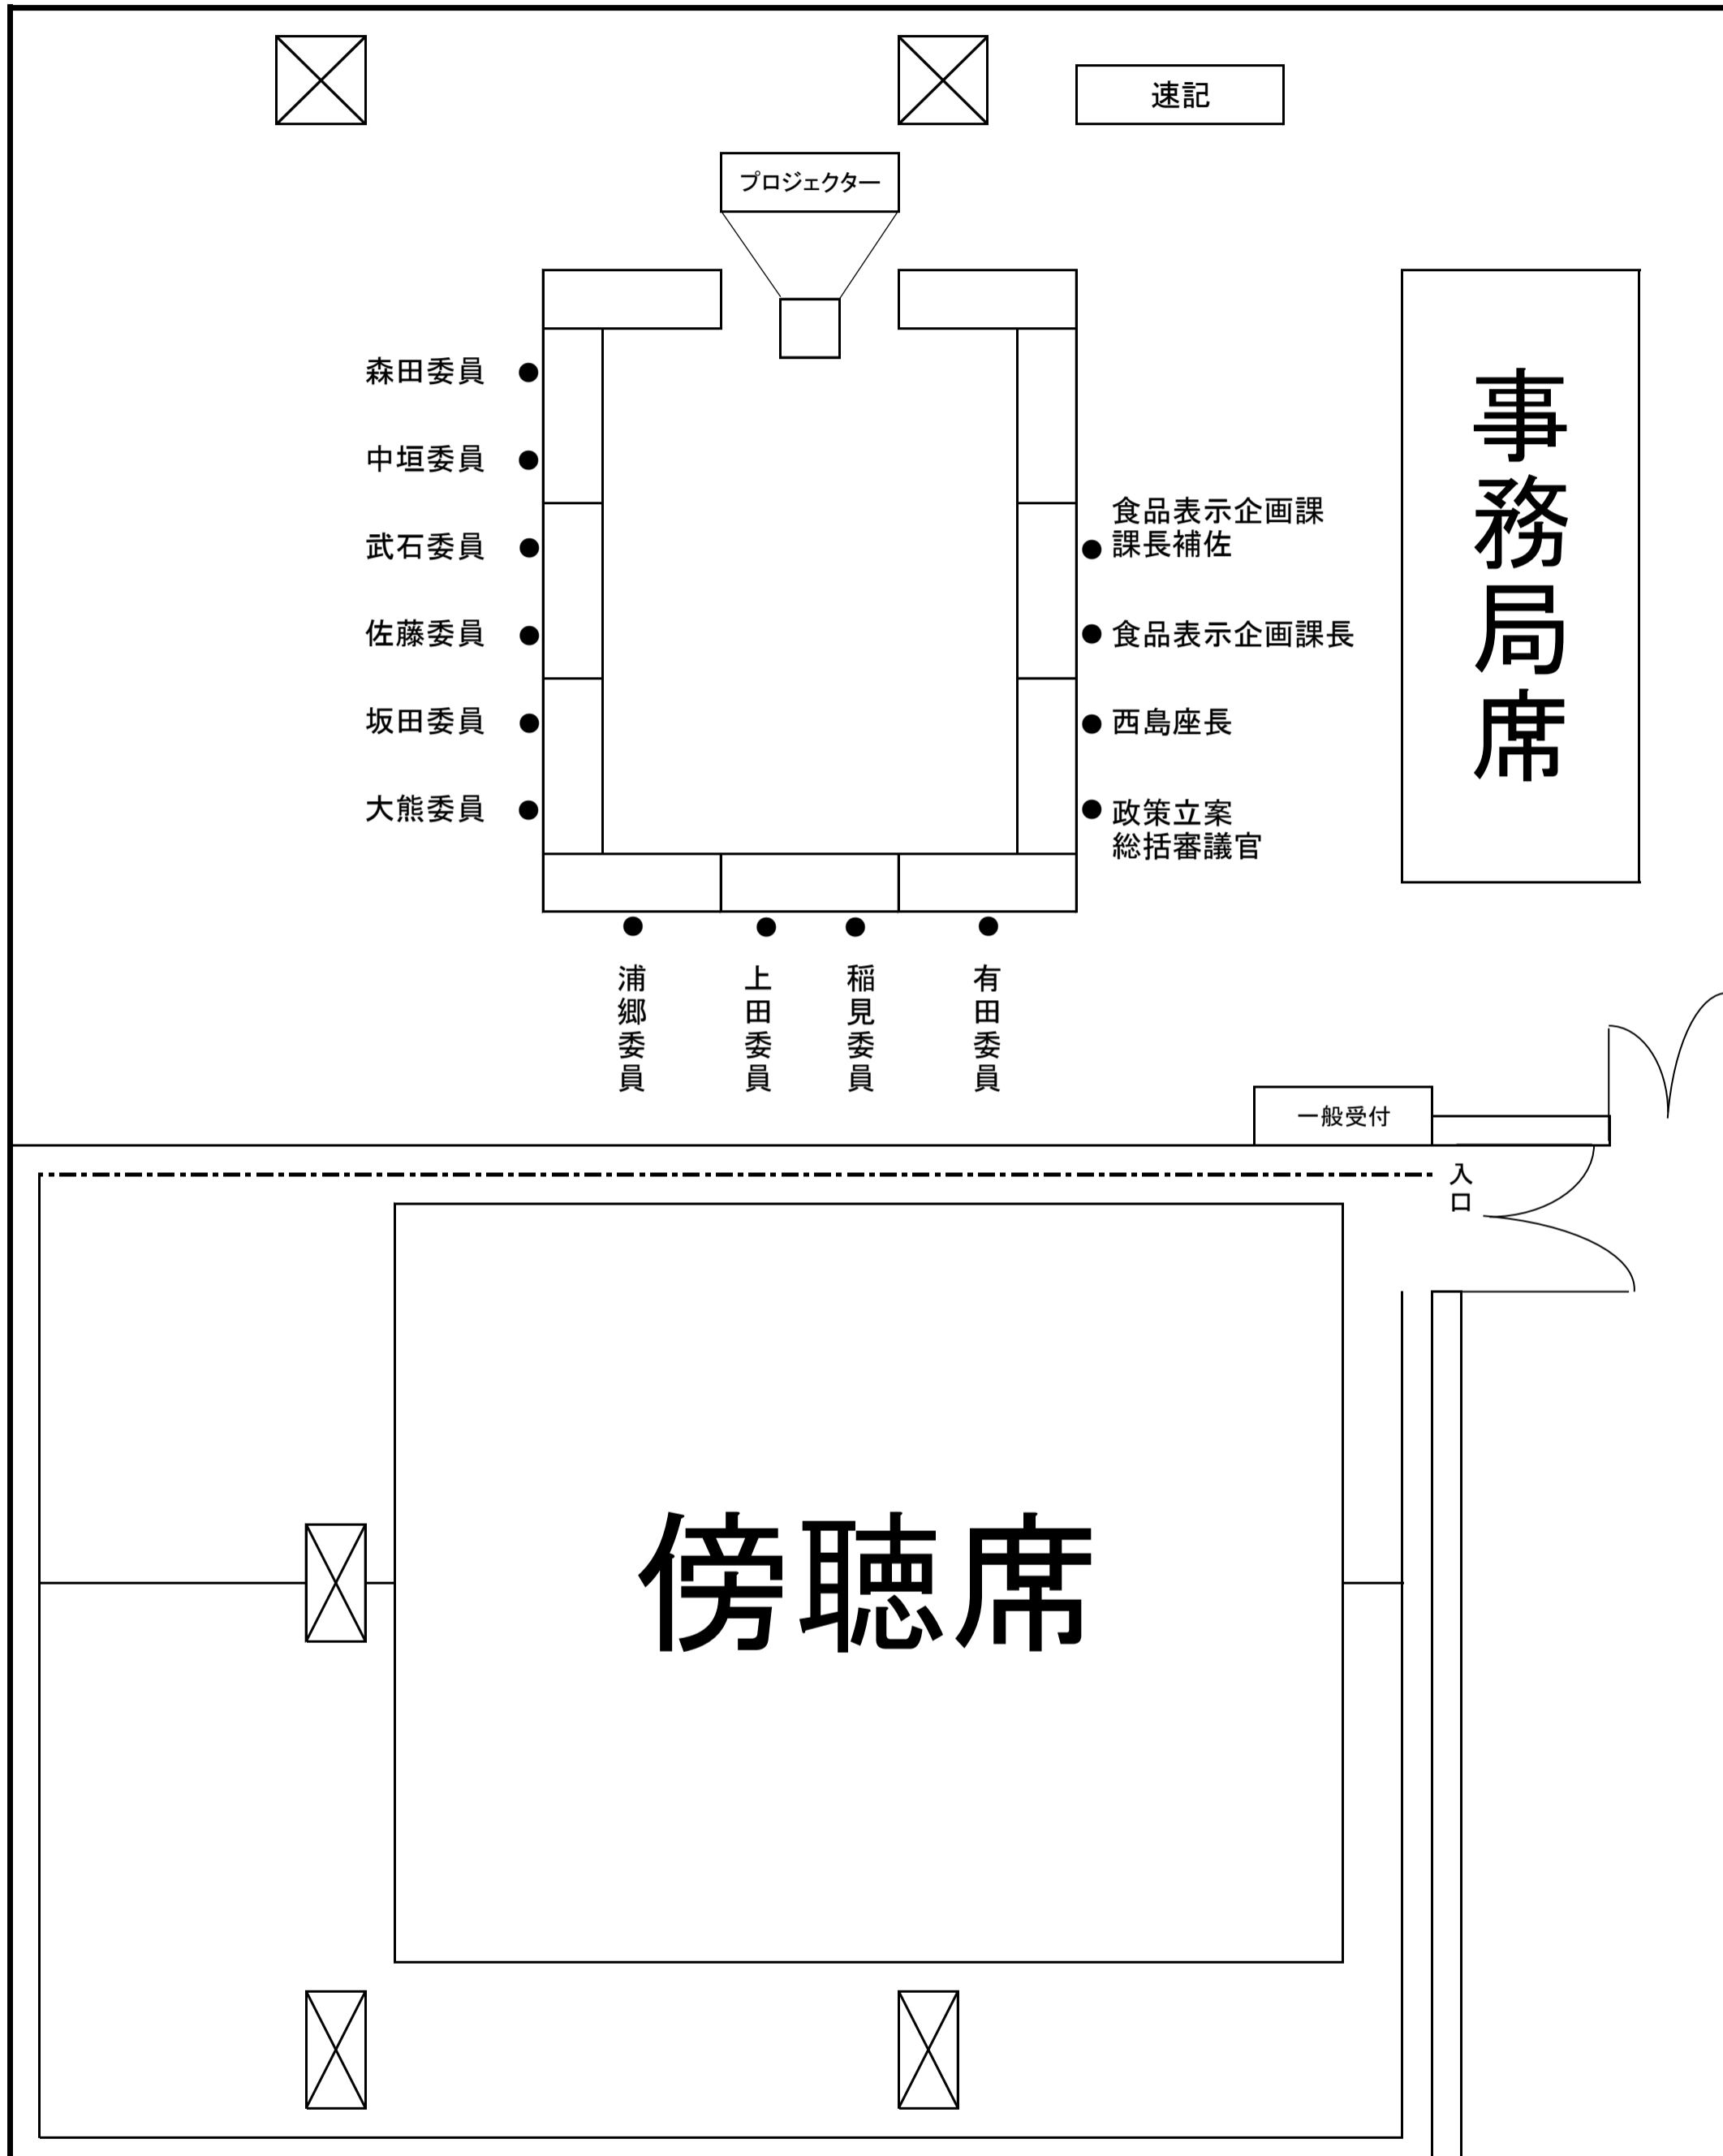 速記
プロジェクター
森田委員
中垣委員
武石委員
佐藤委員
坂田委員
大熊委員
食品表示企画課
課長補佐
食品表示企画課長
西島座長
政策立案
総括審議官
事務局席
浦郷委員
上田委員
稲見委員
有田委員
一般受付
入口
傍聴席